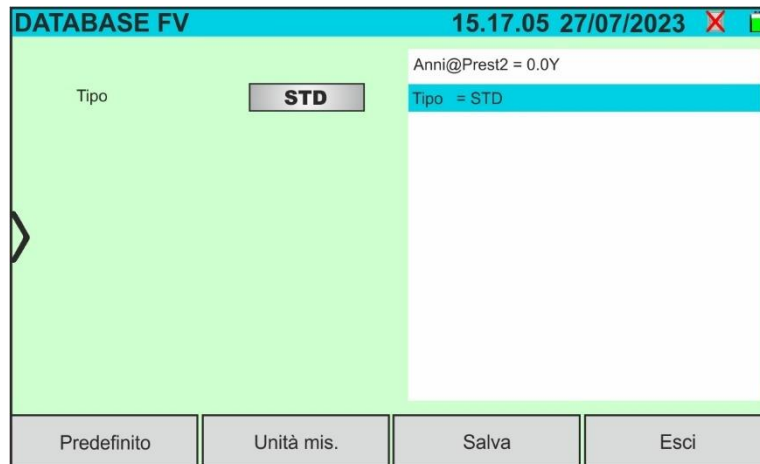 DATABASE FV 15.17.05 27/07/2023
Anni@Prest2 = 0.0Y
Tipo STD Tipo = STD
Predefinito Unità mis. Salva Esci